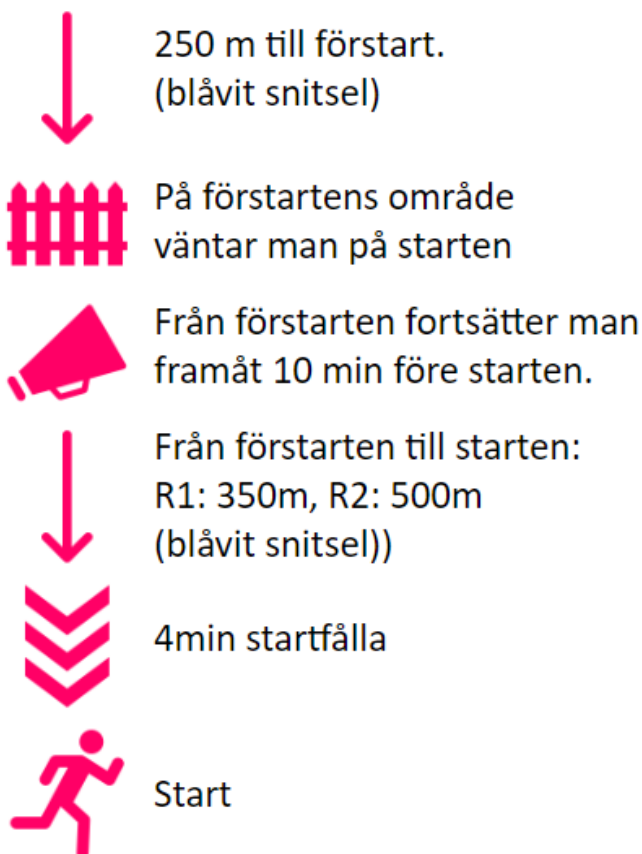 250 m till förstart.
(blåvit snitsel)
På förstartens område
väntar man på starten
Från förstarten fortsätter man
framåt 10 min före starten.
Från förstarten till starten:
R1: 350m, R2: 500m
(blåvit snitsel))
4min startfålla
Start